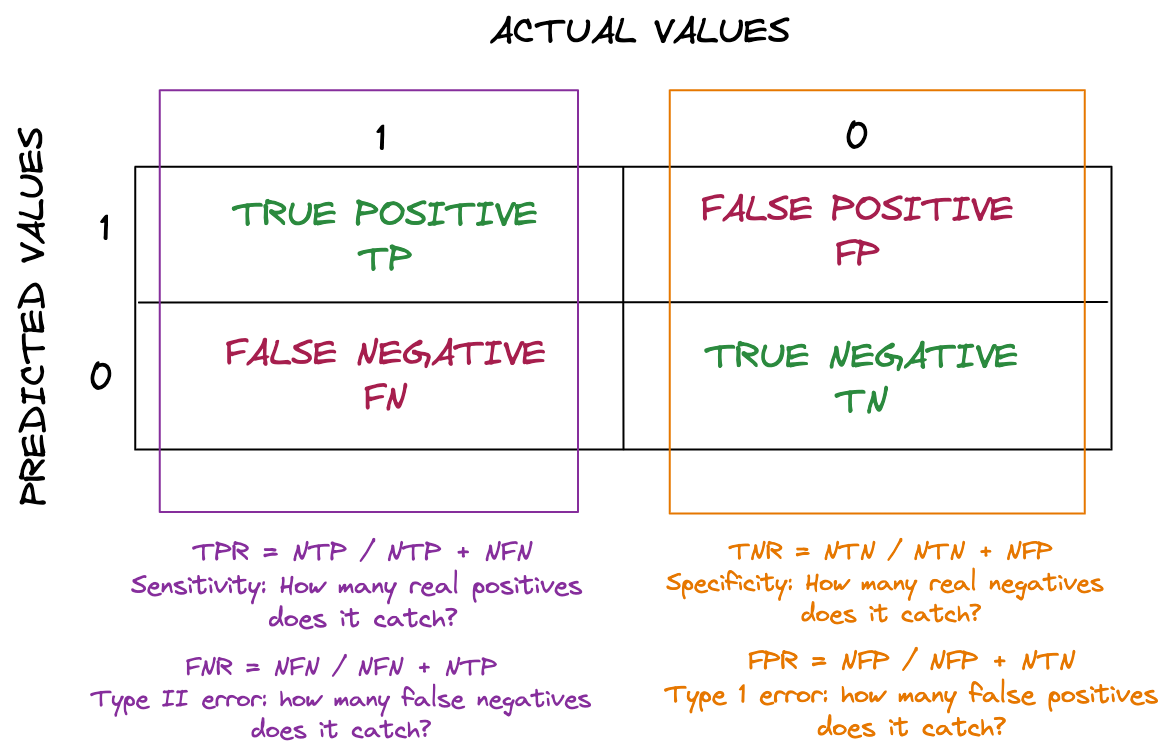 ACTUAL VALUES
PREDICTED VALUES
1
0
1
TRUE POSITIVE
TP
FALSE POSITIVE
FP
0
FALSE NEGATIVE
FN
TRUE NEGATIVE
TN
TPR = NTP / NTP + NFN
Sensitivity: How many real positives
does it catch?
FNR = NFN / NFN + NTP
Type II error: how many false negatives
does it catch?
TNR = NTN / NTN + NFP
Specificity: How many real negatives
does it catch?
FPR = NFP / NFP + NTN
Type 1 error: how many false positives
does it catch?